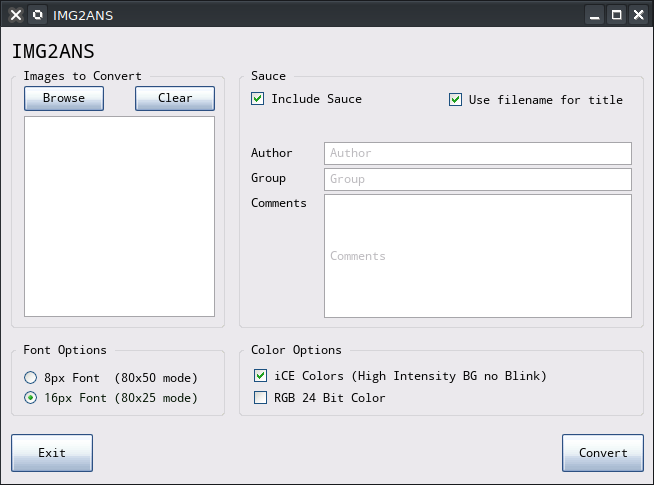 IMG2ANS
IMG2ANS
Images to Convert
Browse Clear
Sauce
Include Sauce Use filename for title
Author Author
Group Group
Comments Comments
Font Options
8px Font (80x50 mode)
16px Font (80x25 mode)
Color Options
iCE Colors (High Intensity BG no Blink)
RGB 24 Bit Color
Exit Convert